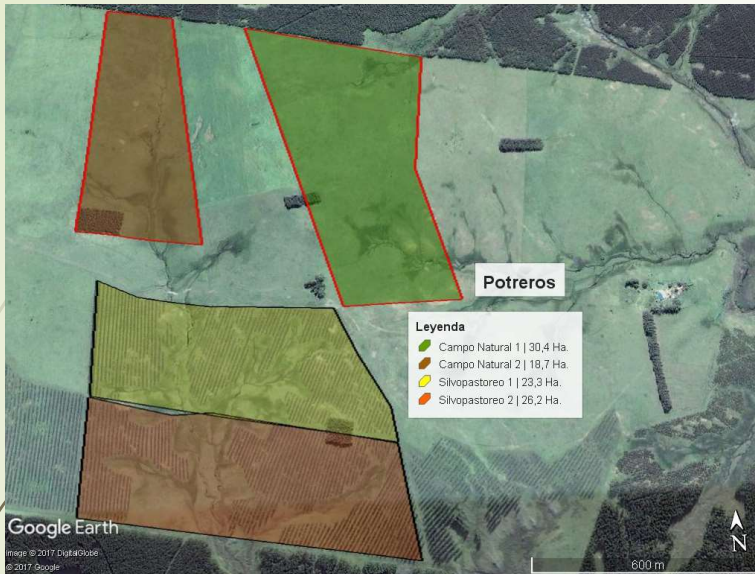 Potreros
Leyenda
Campo Natural 1 | 30,4 Ha.
Campo Natural 2 | 18,7 Ha.
Silvopastoreo 1 | 23,3 Ha.
Silvopastoreo 2 | 26,2 Ha.
Google Earth
Image © 2017 DigitalGlobe
© 2017 Google
N
600 m